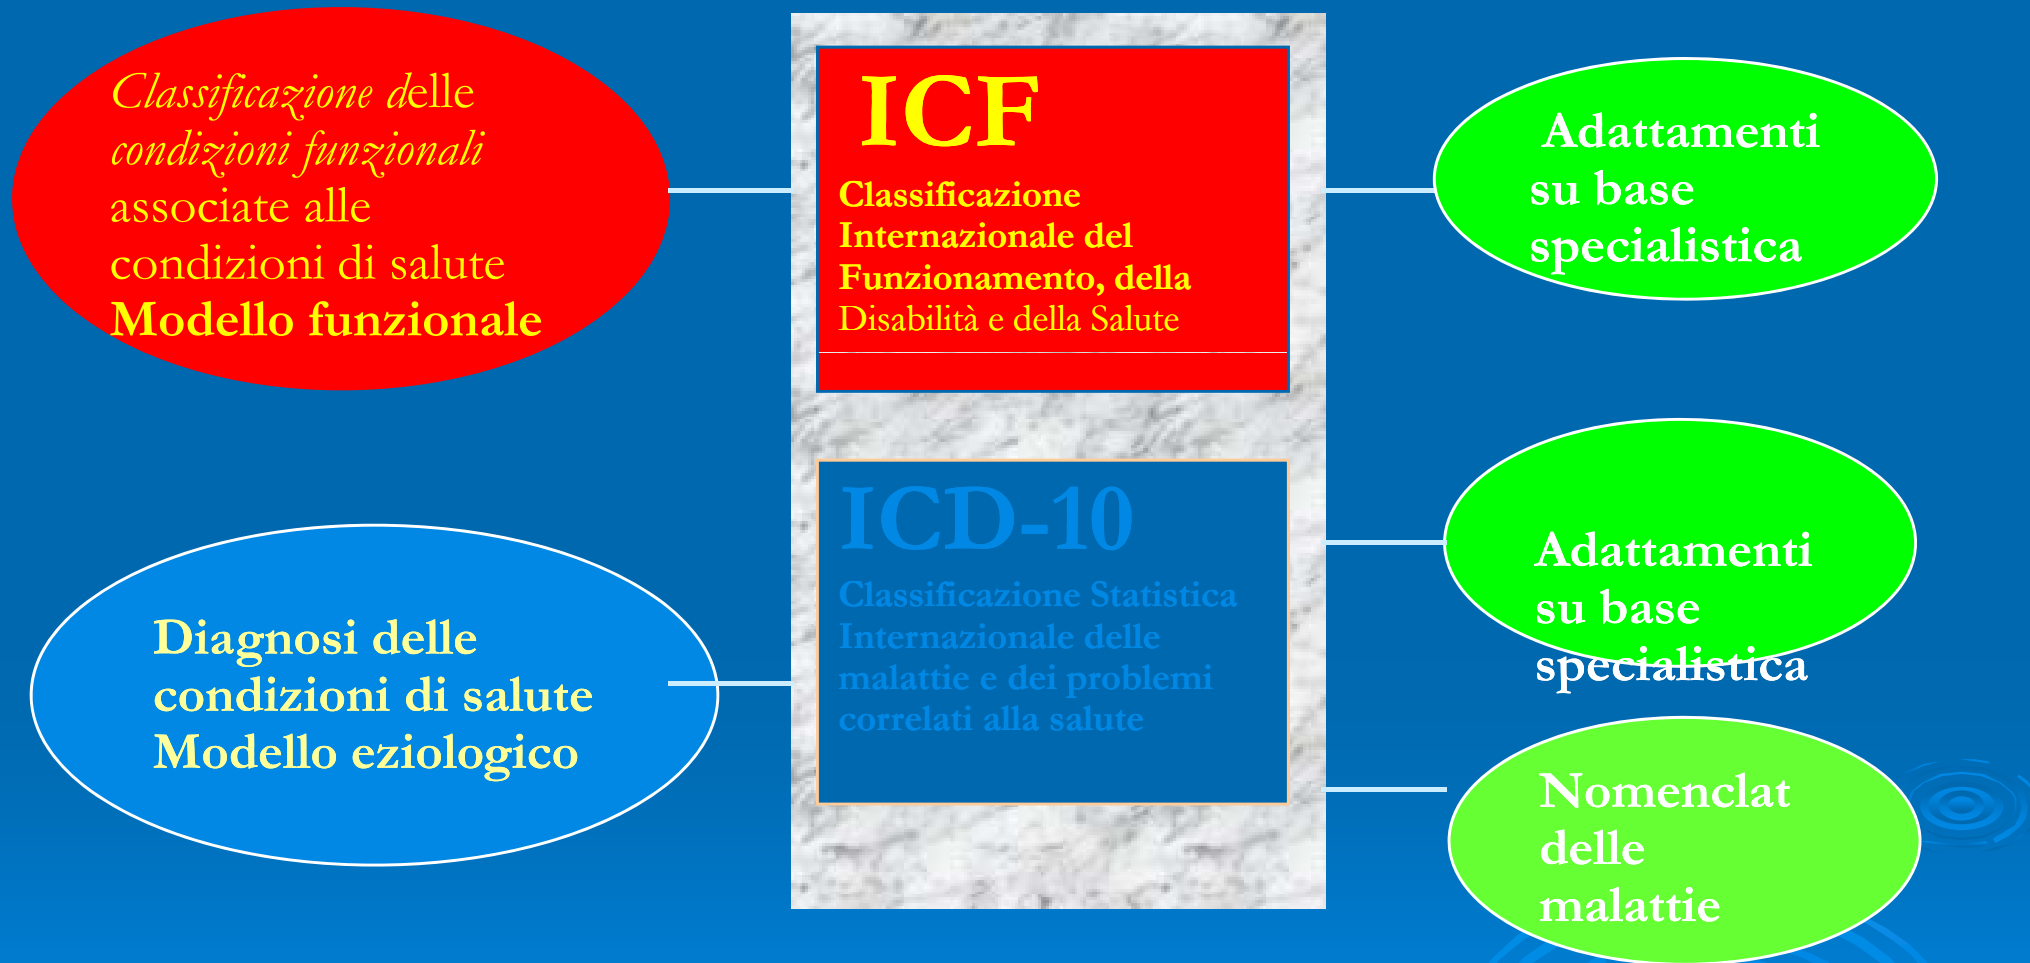 Classificazione delle
condizioni funzionali
associate alle
condizioni di salute
Modello funzionale
Diagnosi delle
condizioni di salute
Modello eziologico
ICF
Classificazione
Internazionale del
Funzionamento, della
Disabilità e della Salute
ICD-10
Classificazione Statistica
Internazionale delle
malattie e dei problemi
correlati alla salute
Adattamenti
su base
specialistica
Adattamenti
su base
specialistica
Nomenclat
delle
malattie